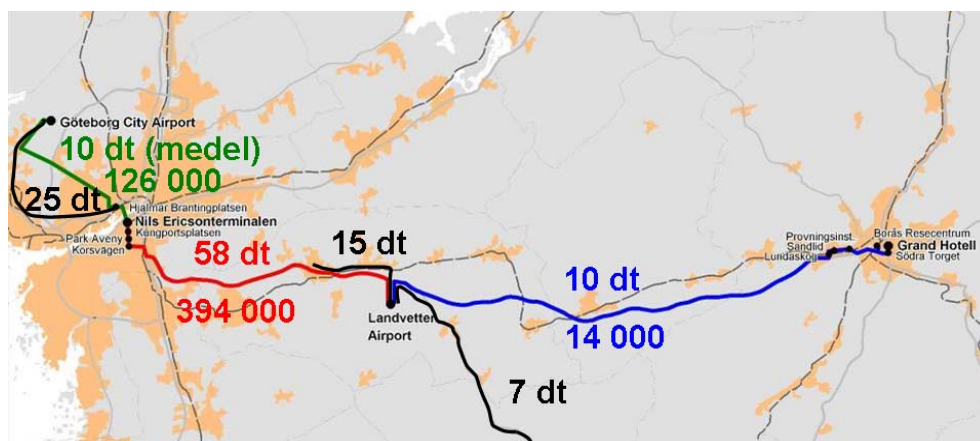 Göteborg City Airport
10 dt (medel)
126 000
25 dt
Hjalmar Brantingplatsen
Nils Ericsonterminalen
Kungportsplatsen
Park Aveny
Korsvägen
58 dt
394 000
15 dt
Landvetter
Airport
7 dt
10 dt
14 000
Provningsinst.
Sandlid
Lundaskog
Borås Resecentrum
Grand Hotell
Södra Torget